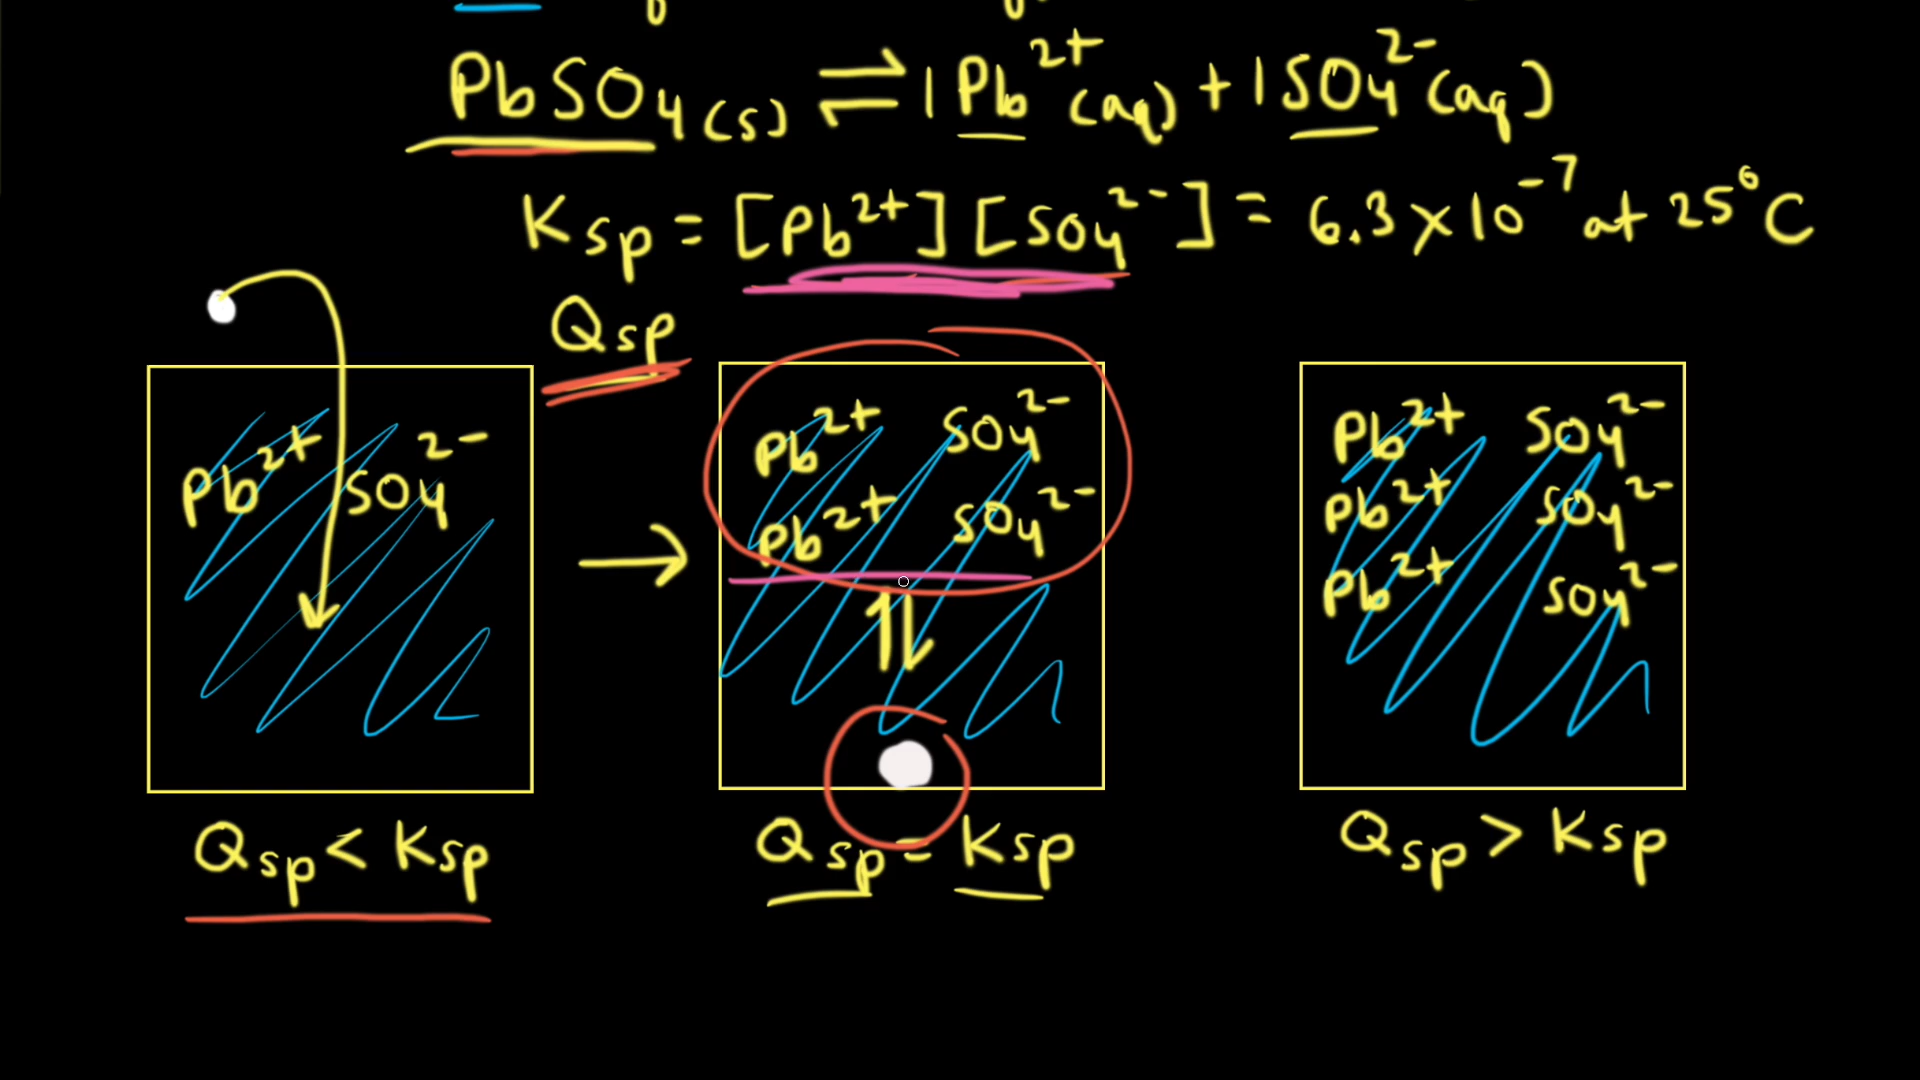 PbSO₄(s) ⇌ 1Pb²⁺(aq) + 1SO₄²⁻(aq)
Ksp = [Pb²⁺][SO₄²⁻] = 6.3 × 10⁻⁷ at 25°C
Qsp
Pb²⁺ SO₄²⁻
→
Pb²⁺ SO₄²⁻
Pb²⁺ SO₄²⁻
⇅
Pb²⁺ SO₄²⁻
Pb²⁺ SO₄²⁻
Pb²⁺ SO₄²⁻
Qsp < Ksp
Qsp = Ksp
Qsp > Ksp